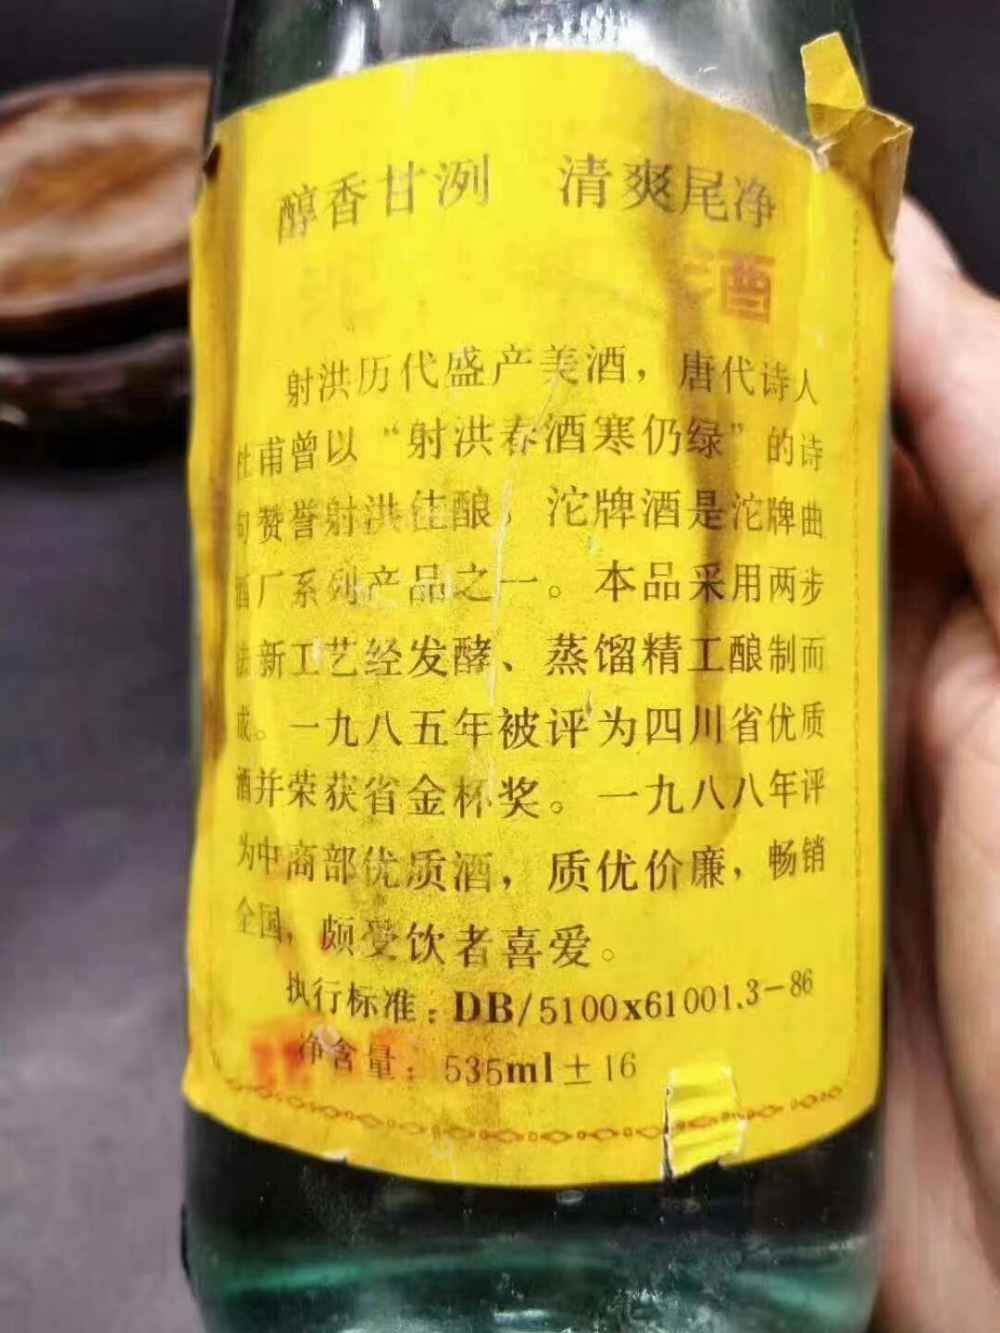 醇香甘洌 清爽尾净
酒
射洪历代盛产美酒，唐代诗人
杜甫曾以“射洪春酒寒仍绿”的诗
句赞誉射洪佳酿，沱牌酒是沱牌曲
酒厂系列产品之一。本品采用两步
法新工艺经发酵、蒸馏精工酿制而
成。一九八五年被评为四川省优质
酒并荣获省金杯奖。一九八八年评
为中商部优质酒，质优价廉，畅销
全国，颇受饮者喜爱。
执行标准：DB/5100x61001.3-86
净含量：535ml±16